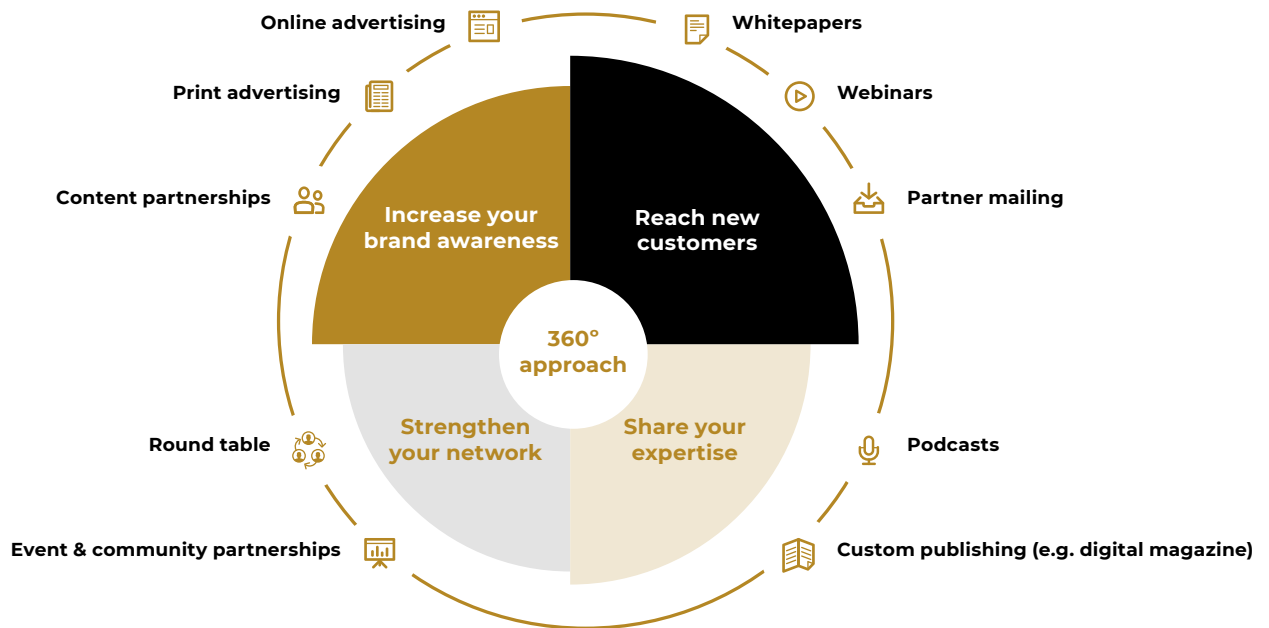 Online advertising
Whitepapers
Print advertising
Webinars
Content partnerships
Partner mailing
Increase your
brand awareness
Reach new
customers
360º
approach
Strengthen
your network
Share your
expertise
Round table
Podcasts
Event & community partnerships
Custom publishing (e.g. digital magazine)